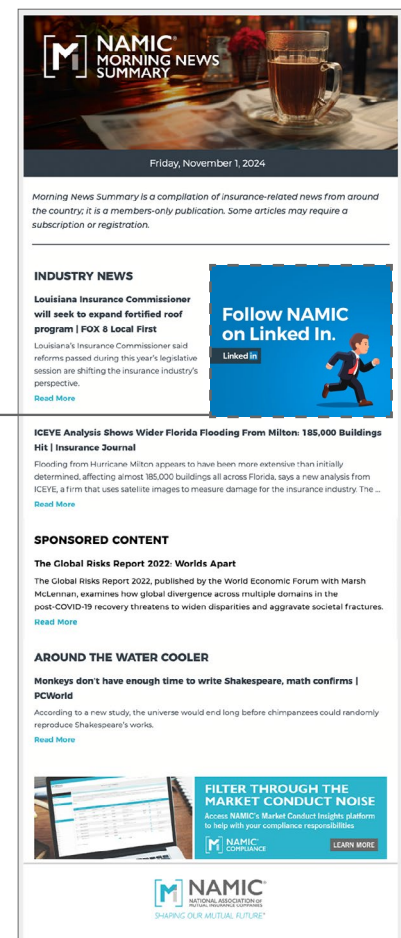 NAMIC®
MORNING NEWS
SUMMARY
Friday, November 1, 2024
Morning News Summary is a compilation of insurance-related news from around
the country; it is a members-only publication. Some articles may require a
subscription or registration.
INDUSTRY NEWS
Louisiana Insurance Commissioner
will seek to expand fortified roof
program | FOX 8 Local First
Louisiana's Insurance Commissioner said
reforms passed during this year's legislative
session are shifting the insurance industry's
perspective.
Read More
Follow NAMIC
on Linked In.
Linked in
ICEYE Analysis Shows Wider Florida Flooding From Milton: 185,000 Buildings
Hit | Insurance Journal
Flooding from Hurricane Milton appears to have been more extensive than initially
determined, affecting almost 185,000 buildings all across Florida, says a new analysis from
ICEYE, a firm that uses satellite images to measure damage for the insurance industry. The ...
Read More
SPONSORED CONTENT
The Global Risks Report 2022: Worlds Apart
The Global Risks Report 2022, published by the World Economic Forum with Marsh
McLennan, examines how global divergence across multiple domains in the
post-COVID-19 recovery threatens to widen disparities and aggravate societal fractures.
Read More
AROUND THE WATER COOLER
Monkeys don't have enough time to write Shakespeare, math confirms |
PCWorld
According to a new study, the universe would end long before chimpanzees could randomly
reproduce Shakespeare's works.
Read More
FILTER THROUGH THE
MARKET CONDUCT NOISE
Access NAMIC's Market Conduct Insights platform
to help with your compliance responsibilities
NAMIC
COMPLIANCE
LEARN MORE
NAMIC®
NATIONAL ASSOCIATION OF
MUTUAL INSURANCE COMPANIES
SHAPING OUR MUTUAL FUTURE®